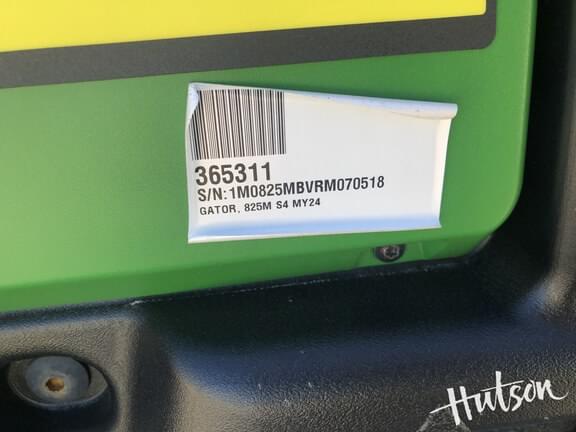 365311
S/N:1M0825MBVRM070518
GATOR, 825M S4 MY24
Hutson